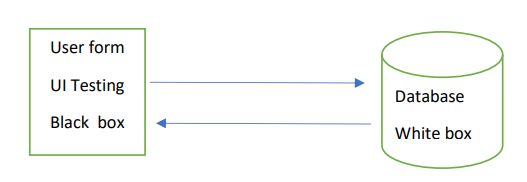 User form
UI Testing
Black box
Database
White box